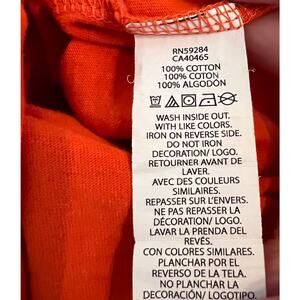 RN59284
CA40465
100% COTTON
100% COTON
100% ALGODÓN
WASH INSIDE OUT.
WITH LIKE COLORS.
IRON ON REVERSE SIDE.
DO NOT IRON
DECORATION/ LOGO.
RETOURNER AVANT DE
LAVER.
AVEC DES COULEURS
SIMILAIRES.
REPASSER SUR L'ENVERS.
NE PAS REPASSER LA
DÉCORATION/ LOGO.
LAVAR LA PRENDA DEL
REVÉS.
CON COLORES SIMILARES.
PLANCHAR POR EL
REVERSO DE LA TELA.
NO PLANCHAR LA
DECORACIÓN/LOGOTIPO.